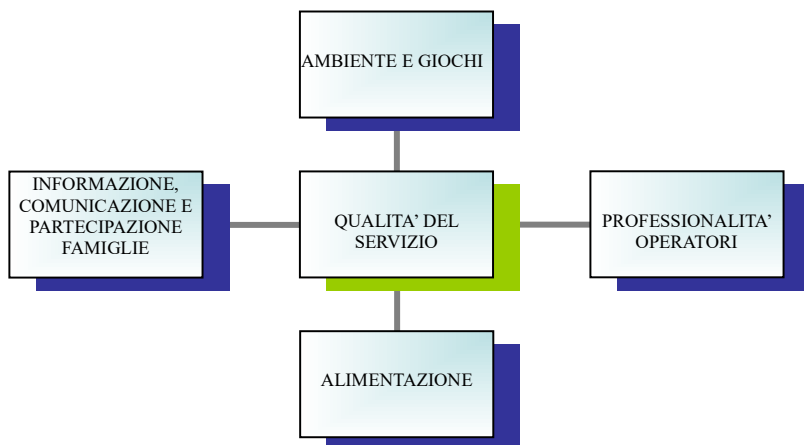 AMBIENTE E GIOCHI
INFORMAZIONE,
COMUNICAZIONE E
PARTECIPAZIONE
FAMIGLIE
QUALITA’ DEL
SERVIZIO
PROFESSIONALITA’
OPERATORI
ALIMENTAZIONE